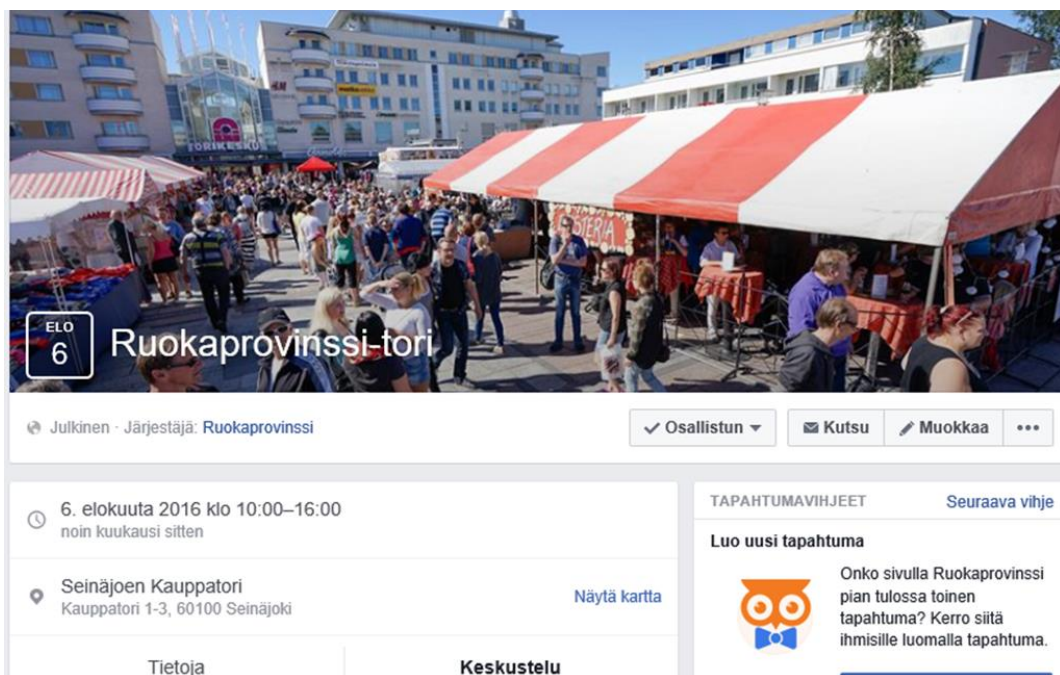 H&M
TORIKESKUS
ELO
6
Ruokaprovinssi-tori
Julkinen · Järjestäjä: Ruokaprovinssi
Osallistun
Kutsu
Muokkaa
6. elokuuta 2016 klo 10:00–16:00
noin kuukausi sitten
Seinäjoen Kauppatori
Kauppatori 1-3, 60100 Seinäjoki
Näytä kartta
Tietoja
Keskustelu
TAPAHTUMAVIHJEET
Seuraava vihje
Luo uusi tapahtuma
Onko sivulla Ruokaprovinssi
pian tulossa toinen
tapahtuma? Kerro siitä
ihmisille luomalla tapahtuma.